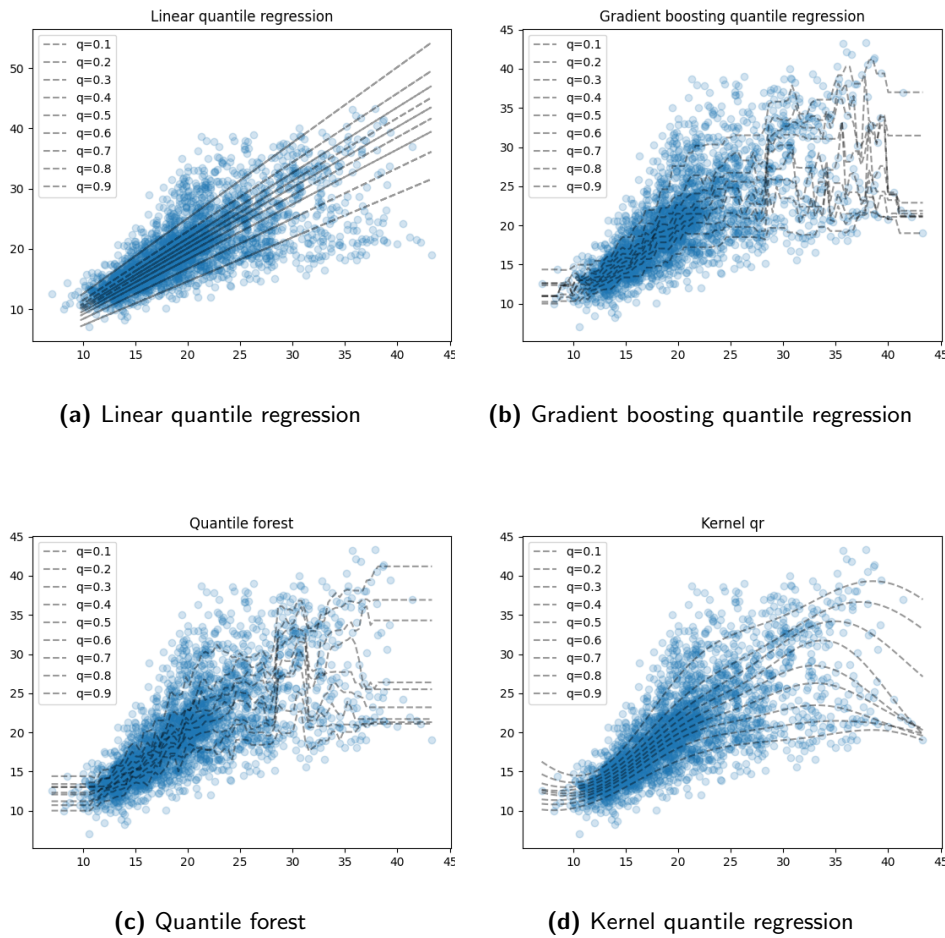 Linear quantile regression
q=0.1
q=0.2
q=0.3
q=0.4
q=0.5
q=0.6
q=0.7
q=0.8
q=0.9
50
40
30
20
10
10 15 20 25 30 35 40 45
(a) Linear quantile regression
Gradient boosting quantile regression
q=0.1
q=0.2
q=0.3
q=0.4
q=0.5
q=0.6
q=0.7
q=0.8
q=0.9
45
40
35
30
25
20
15
10
10 15 20 25 30 35 40 45
(b) Gradient boosting quantile regression
Quantile forest
q=0.1
q=0.2
q=0.3
q=0.4
q=0.5
q=0.6
q=0.7
q=0.8
q=0.9
45
40
35
30
25
20
15
10
10 15 20 25 30 35 40 45
(c) Quantile forest
Kernel qr
q=0.1
q=0.2
q=0.3
q=0.4
q=0.5
q=0.6
q=0.7
q=0.8
q=0.9
45
40
35
30
25
20
15
10
10 15 20 25 30 35 40 45
(d) Kernel quantile regression